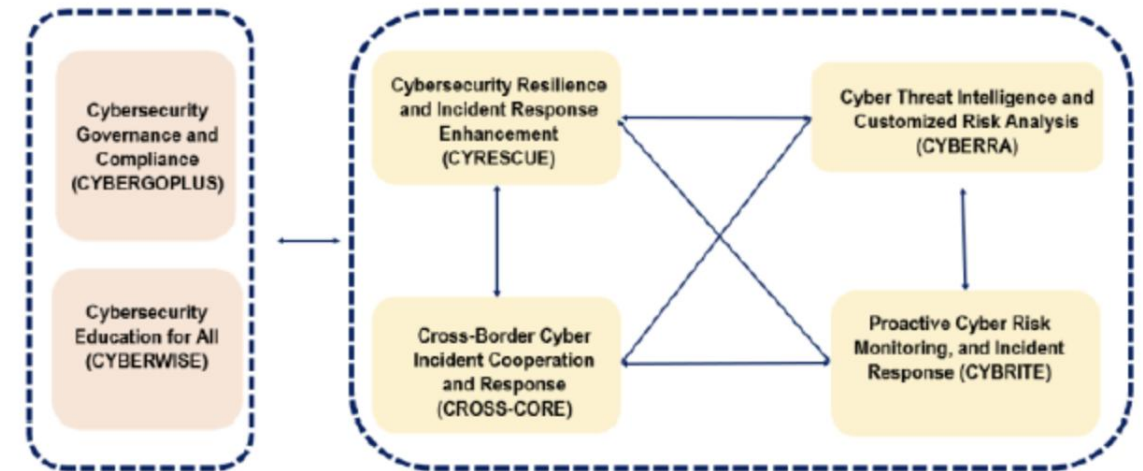 Cybersecurity
Governance and
Compliance
(CYBERGOPLUS)
Cybersecurity
Education for All
(CYBERWISE)
Cybersecurity Resilience
and Incident Response
Enhancement
(CYRESCUE)
Cyber Threat Intelligence and
Customized Risk Analysis
(CYBERRA)
Cross-Border Cyber
Incident Cooperation
and Response
(CROSS-CORE)
Proactive Cyber Risk
Monitoring, and Incident
Response (CYBRITE)